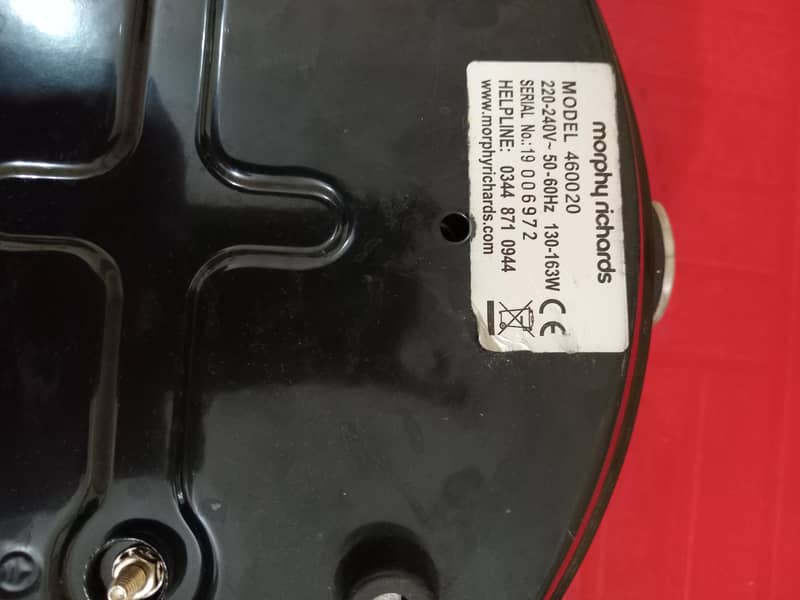 morphy richards
MODEL 460020
220-240V~ 50-60Hz 130-163W
SERIAL No.: 19 006972
HELPLINE: 0344 871 0944
www.morphyrichards.com
CE